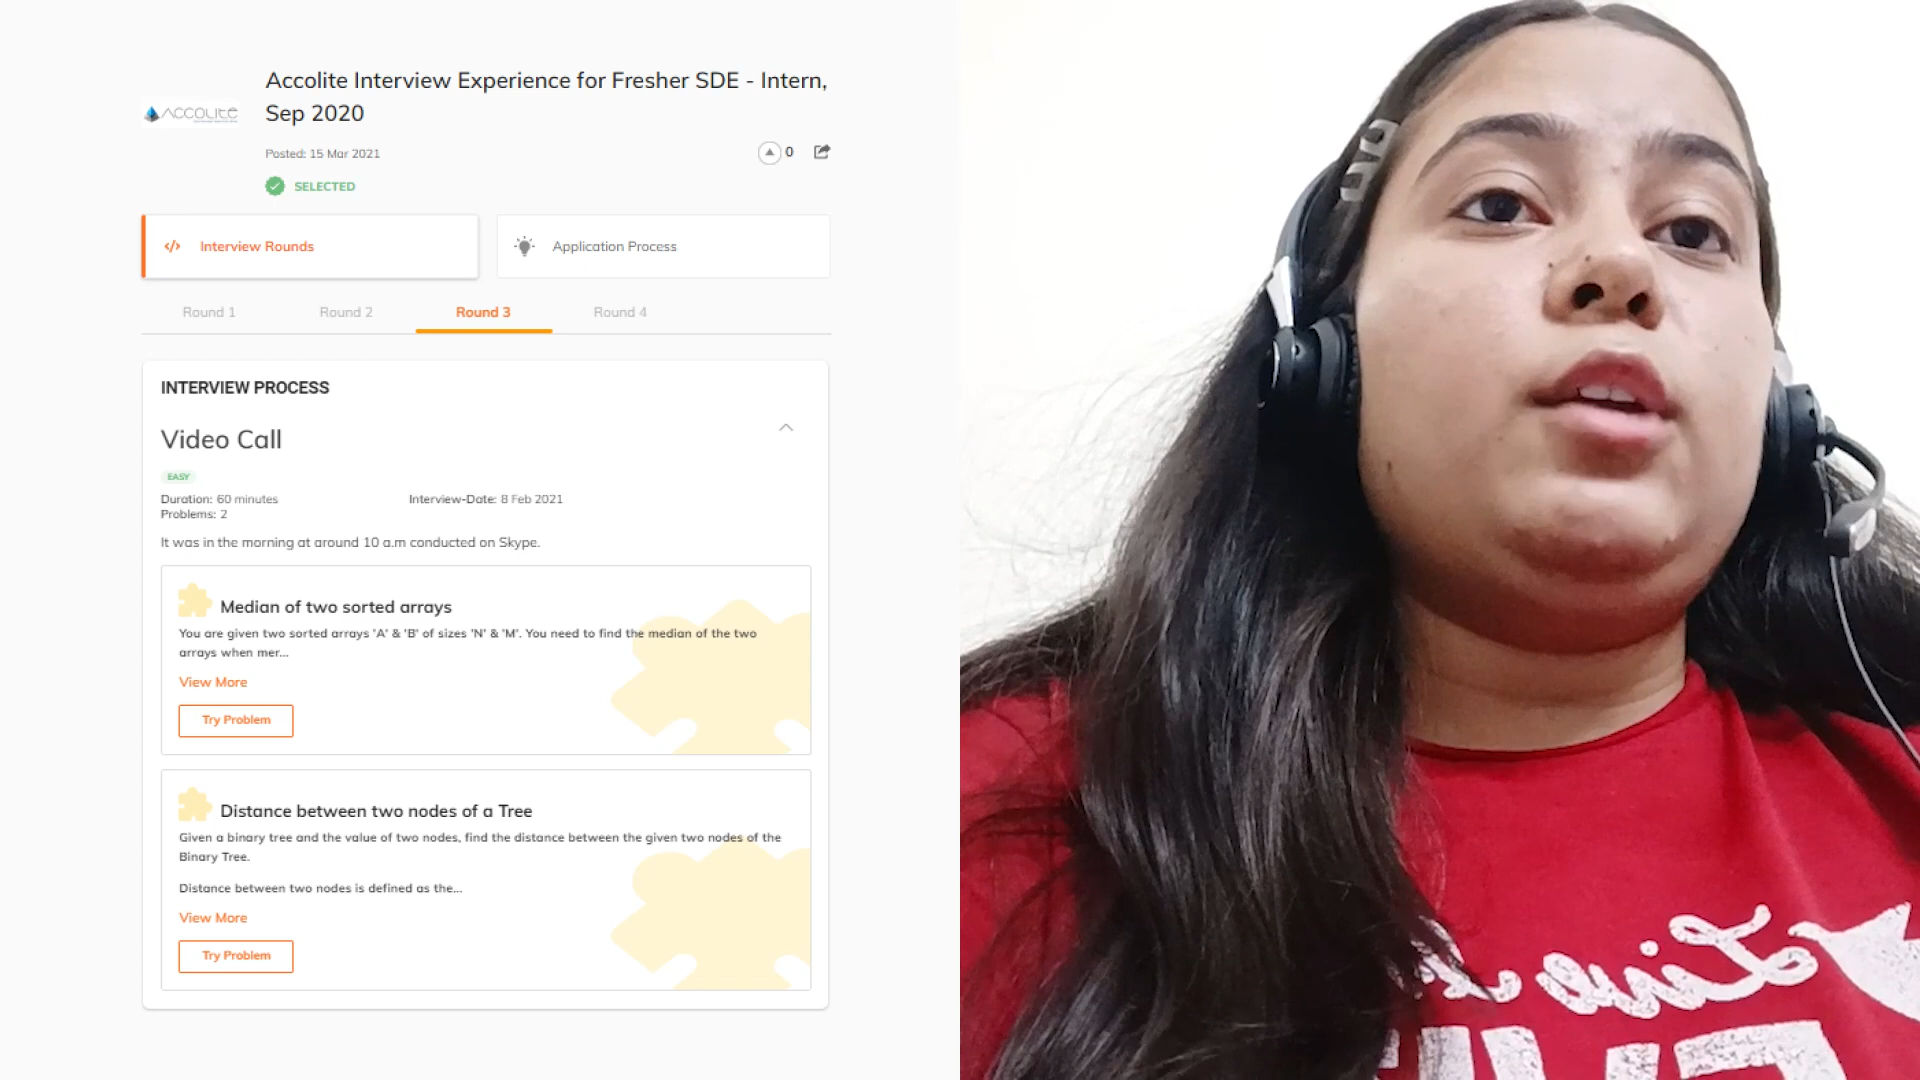 Accolite Interview Experience for Fresher SDE - Intern,
Sep 2020
ACCOLITE
Posted: 15 Mar 2021
0
SELECTED
</> Interview Rounds
Application Process
Round 1
Round 2
Round 3
Round 4
INTERVIEW PROCESS
Video Call
EASY
Duration: 60 minutes
Interview-Date: 8 Feb 2021
Problems: 2
It was in the morning at around 10 a.m conducted on Skype.
Median of two sorted arrays
You are given two sorted arrays 'A' & 'B' of sizes 'N' & 'M'. You need to find the median of the two
arrays when mer...
View More
Try Problem
Distance between two nodes of a Tree
Given a binary tree and the value of two nodes, find the distance between the given two nodes of the
Binary Tree.
Distance between two nodes is defined as the...
View More
Try Problem
Live